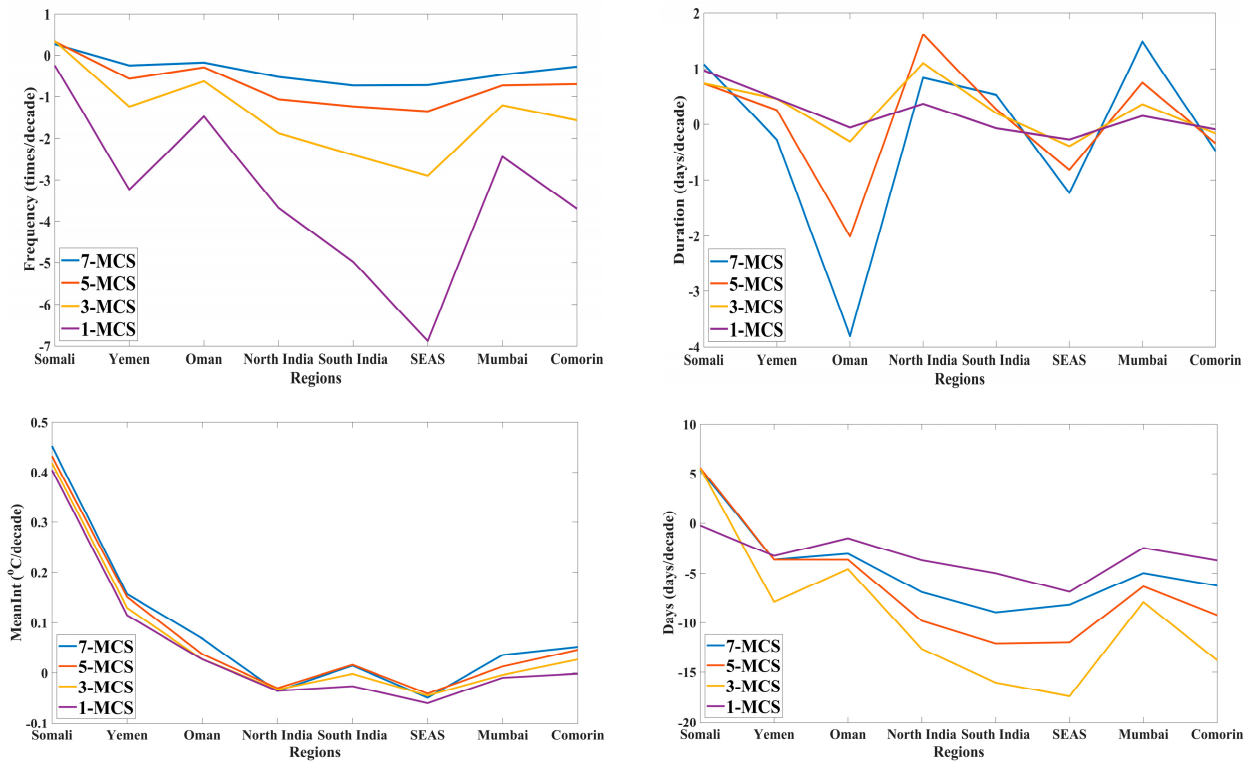 1
0
-1
-2
-3
-4
-5
-6
-7
Frequency (times/decade)
7-MCS
5-MCS
3-MCS
1-MCS
Somali Yemen Oman North India South India SEAS Mumbai Comorin
Regions
2
1
0
-1
-2
-3
-4
Duration (days/decade)
7-MCS
5-MCS
3-MCS
1-MCS
Somali Yemen Oman North India South India SEAS Mumbai Comorin
Regions
0.5
0.4
0.3
0.2
0.1
0
-0.1
MeanInt (⁰C/decade)
7-MCS
5-MCS
3-MCS
1-MCS
Somali Yemen Oman North India South India SEAS Mumbai Comorin
Regions
10
5
0
-5
-10
-15
-20
Days (days/decade)
7-MCS
5-MCS
3-MCS
1-MCS
Somali Yemen Oman North India South India SEAS Mumbai Comorin
Regions